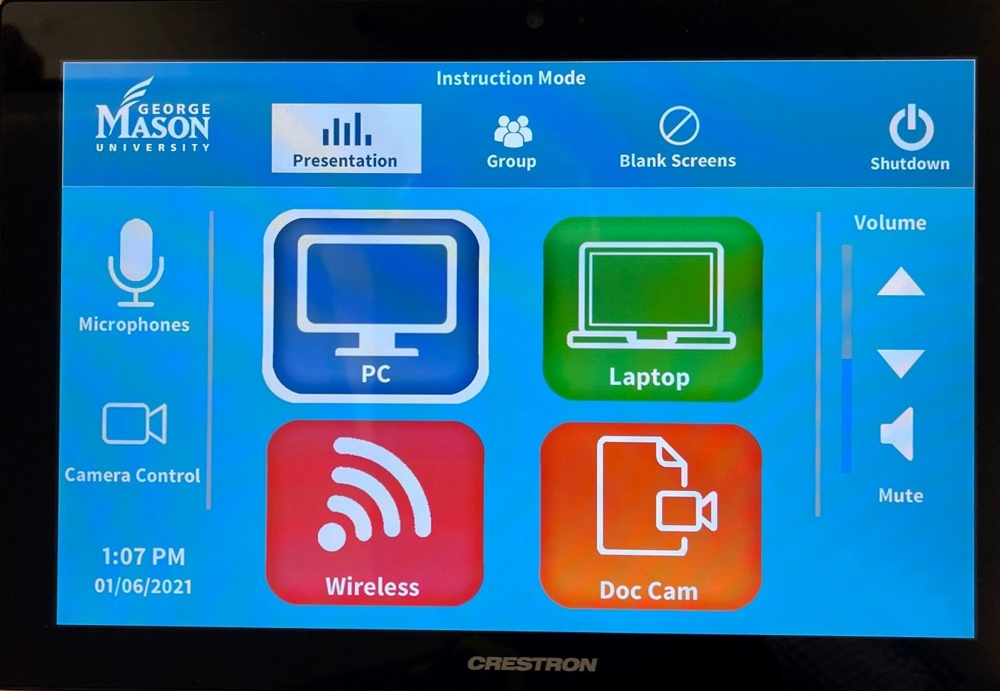 Instruction Mode
GEORGE
MASON
UNIVERSITY
Presentation
Group
Blank Screens
Shutdown
Microphones
Camera Control
1:07 PM
01/06/2021
PC
Laptop
Wireless
Doc Cam
Volume
Mute
CRESTRON